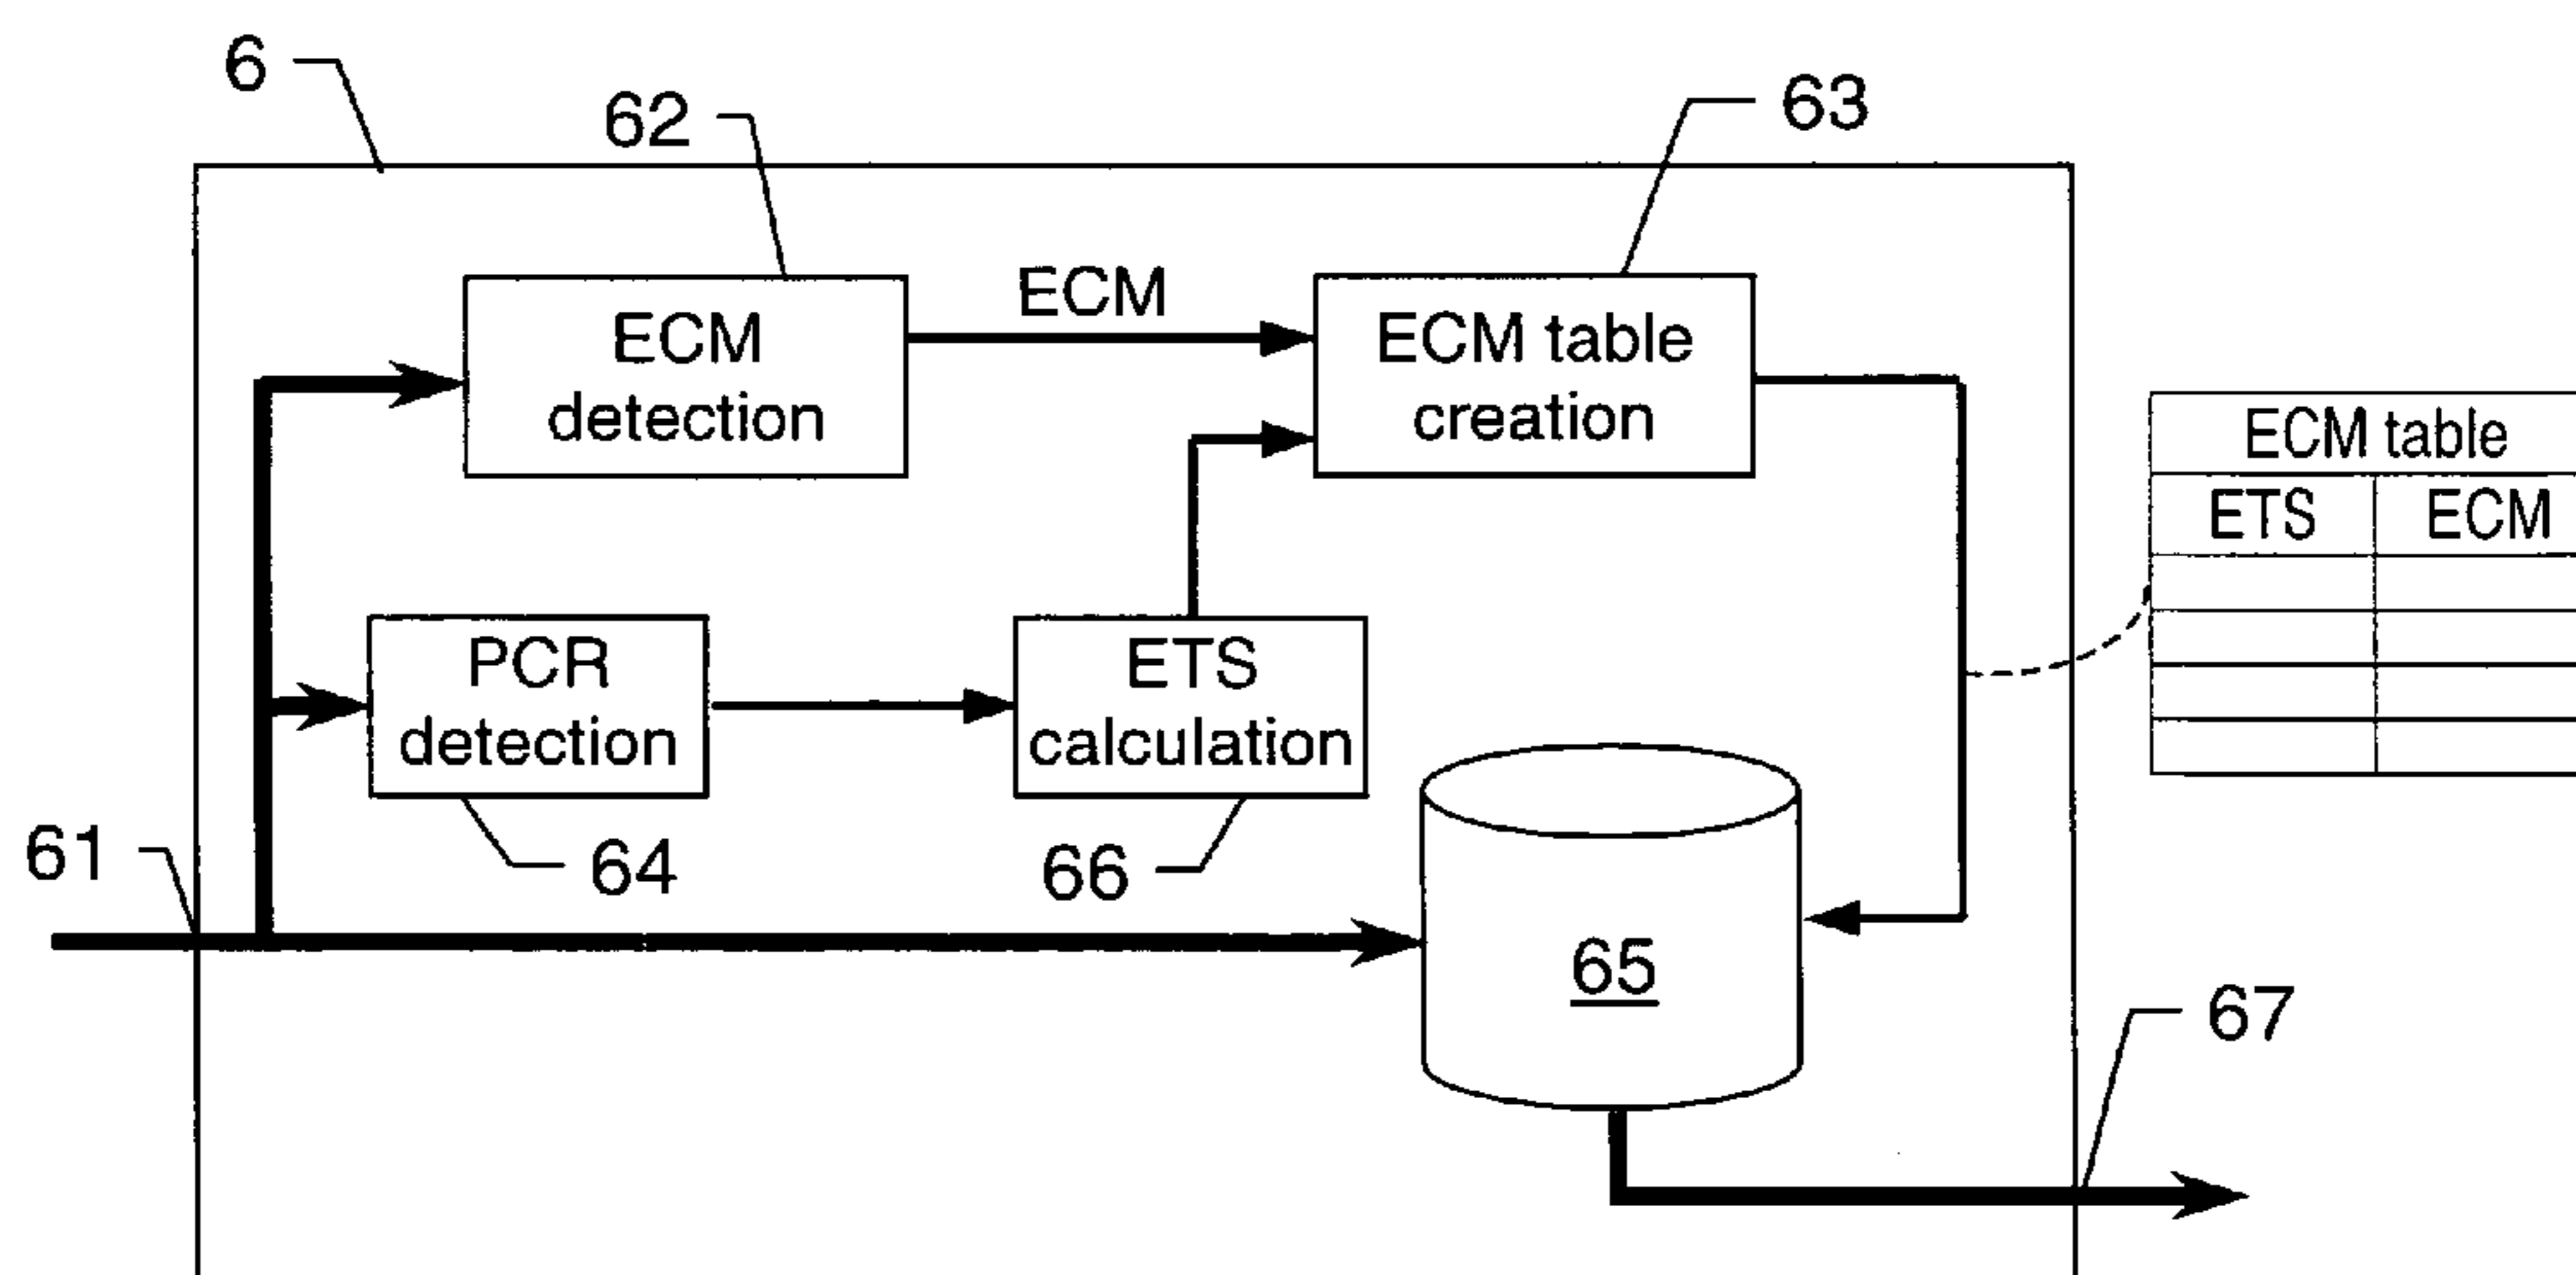 6
62
63
ECM
ECM
detection
ECM table
creation
ECM table
ETS
ECM
PCR
detection
ETS
calculation
61
64
66
65
67